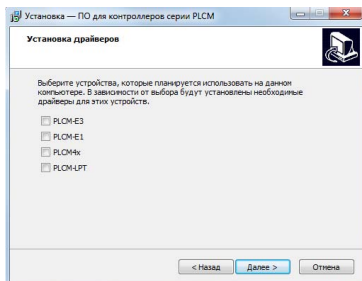 Установка — ПО для контроллеров серии PLCM
Установка драйверов
Выберите устройства, которые планируется использовать на данном
компьютере. В зависимости от выбора будут установлены необходимые
драйверы для этих устройств.
PLCM-E3
PLCM-E1
PLCM4x
PLCM-LPT
< Назад Далее > Отмена